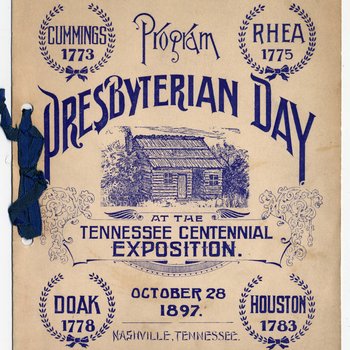 CUMMINGS
1773
Program
RHEA
1775
PRESBYTERIAN DAY
AT THE
TENNESSEE CENTENNIAL
EXPOSITION.
DOAK
1778
OCTOBER 28
1897.
HOUSTON
1783
NASHVILLE, TENNESSEE.